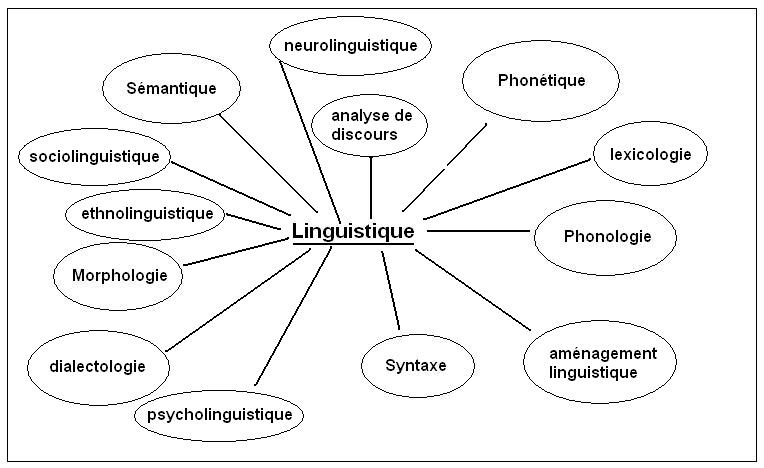 neurolinguistique
Sémantique
Phonétique
analyse de
discours
sociolinguistique
lexicologie
ethnolinguistique
Linguistique
Phonologie
Morphologie
dialectologie
Syntaxe
aménagement
linguistique
psycholinguistique